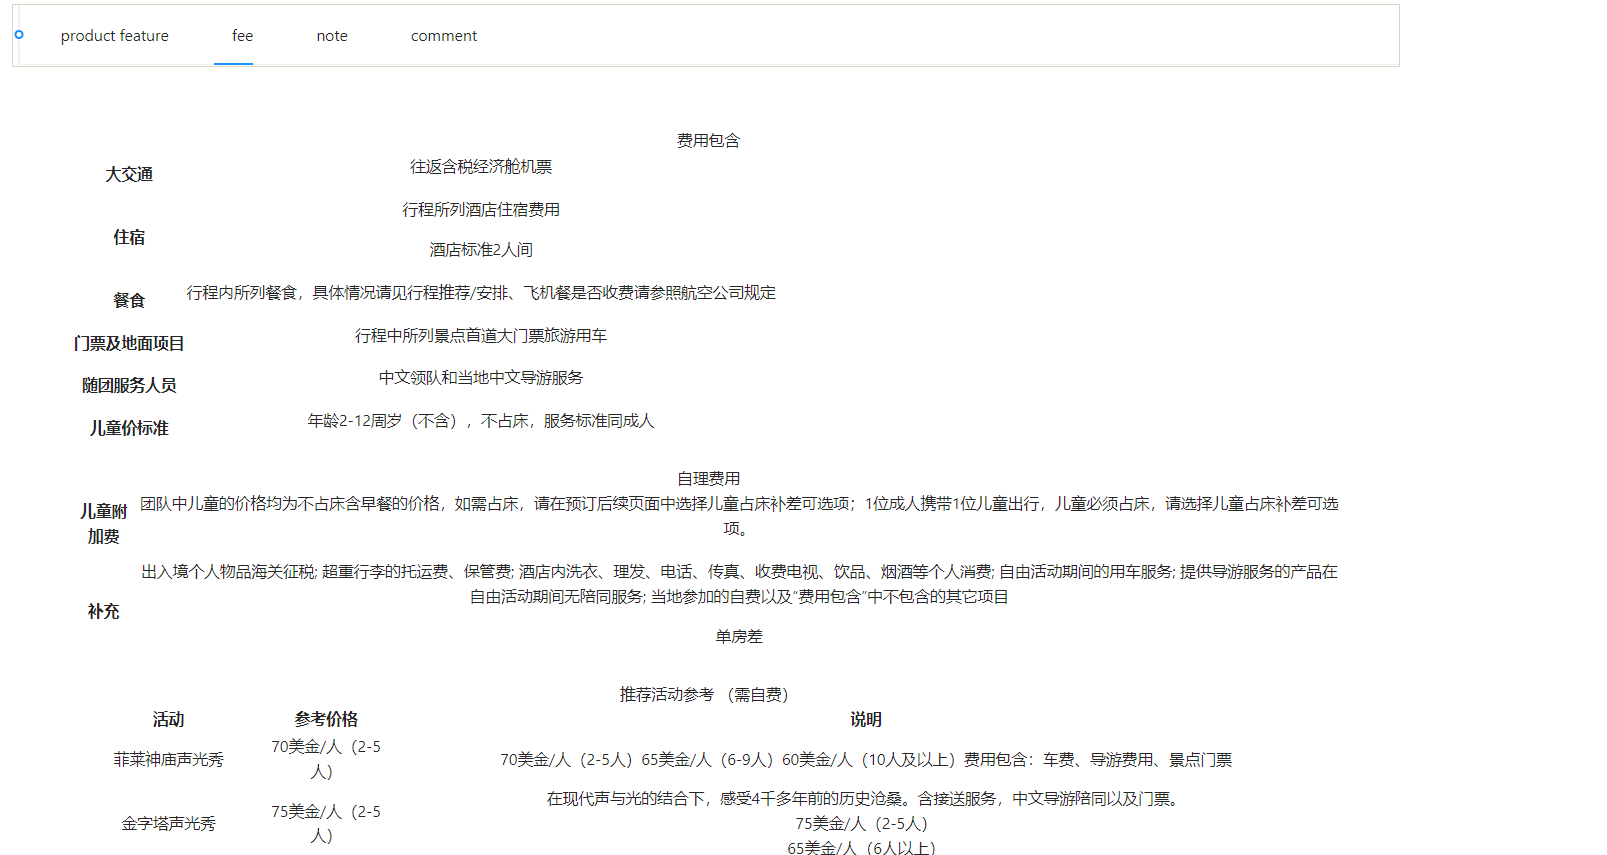 product feature fee note comment
费用包含
大交通 往返含税经济舱机票
行程所列酒店住宿费用
住宿
酒店标准2人间
餐食 行程内所列餐食，具体情况请见行程推荐/安排、飞机餐是否收费请参照航空公司规定
门票及地面项目 行程中所列景点首道大门票旅游用车
随团服务人员 中文领队和当地中文导游服务
儿童价标准 年龄2-12周岁（不含），不占床，服务标准同成人
自理费用
儿童附加费 团队中儿童的价格均为不占床含早餐的价格，如需占床，请在预订后续页面中选择儿童占床补差可选项；1位成人携带1位儿童出行，儿童必须占床，请选择儿童占床补差可选
项。
出入境个人物品海关征税; 超重行李的托运费、保管费; 酒店内洗衣、理发、电话、传真、收费电视、饮品、烟酒等个人消费; 自由活动期间的用车服务; 提供导游服务的产品在
自由活动期间无陪同服务; 当地参加的自费以及“费用包含”中不包含的其它项目
补充
单房差
推荐活动参考 （需自费）
活动 参考价格 说明
菲莱神庙声光秀 70美金/人（2-5人） 70美金/人（2-5人）65美金/人（6-9人）60美金/人（10人及以上）费用包含：车费、导游费用、景点门票
在现代声与光的结合下，感受4千多年前的历史沧桑。含接送服务，中文导游陪同以及门票。
金字塔声光秀 75美金/人（2-5人） 75美金/人（2-5人）
65美金/人（6人以上）